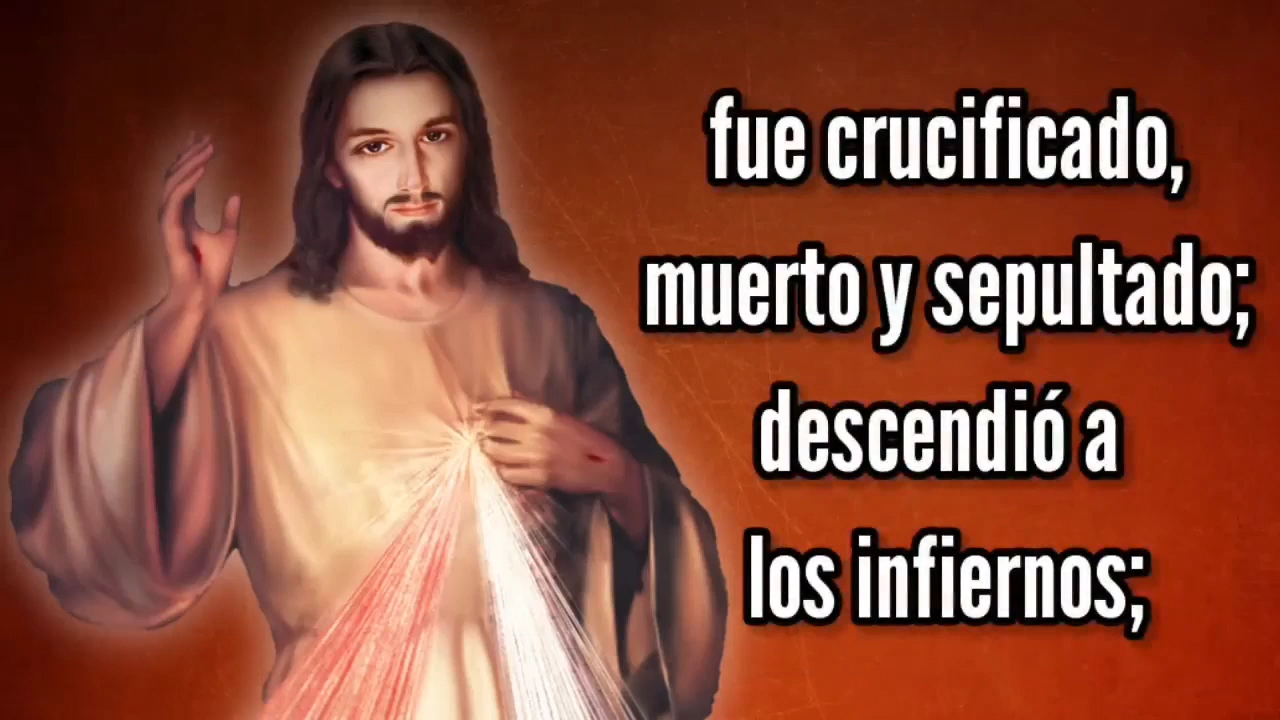 fue crucificado,
muerto y sepultado;
descendió a
los infiernos;